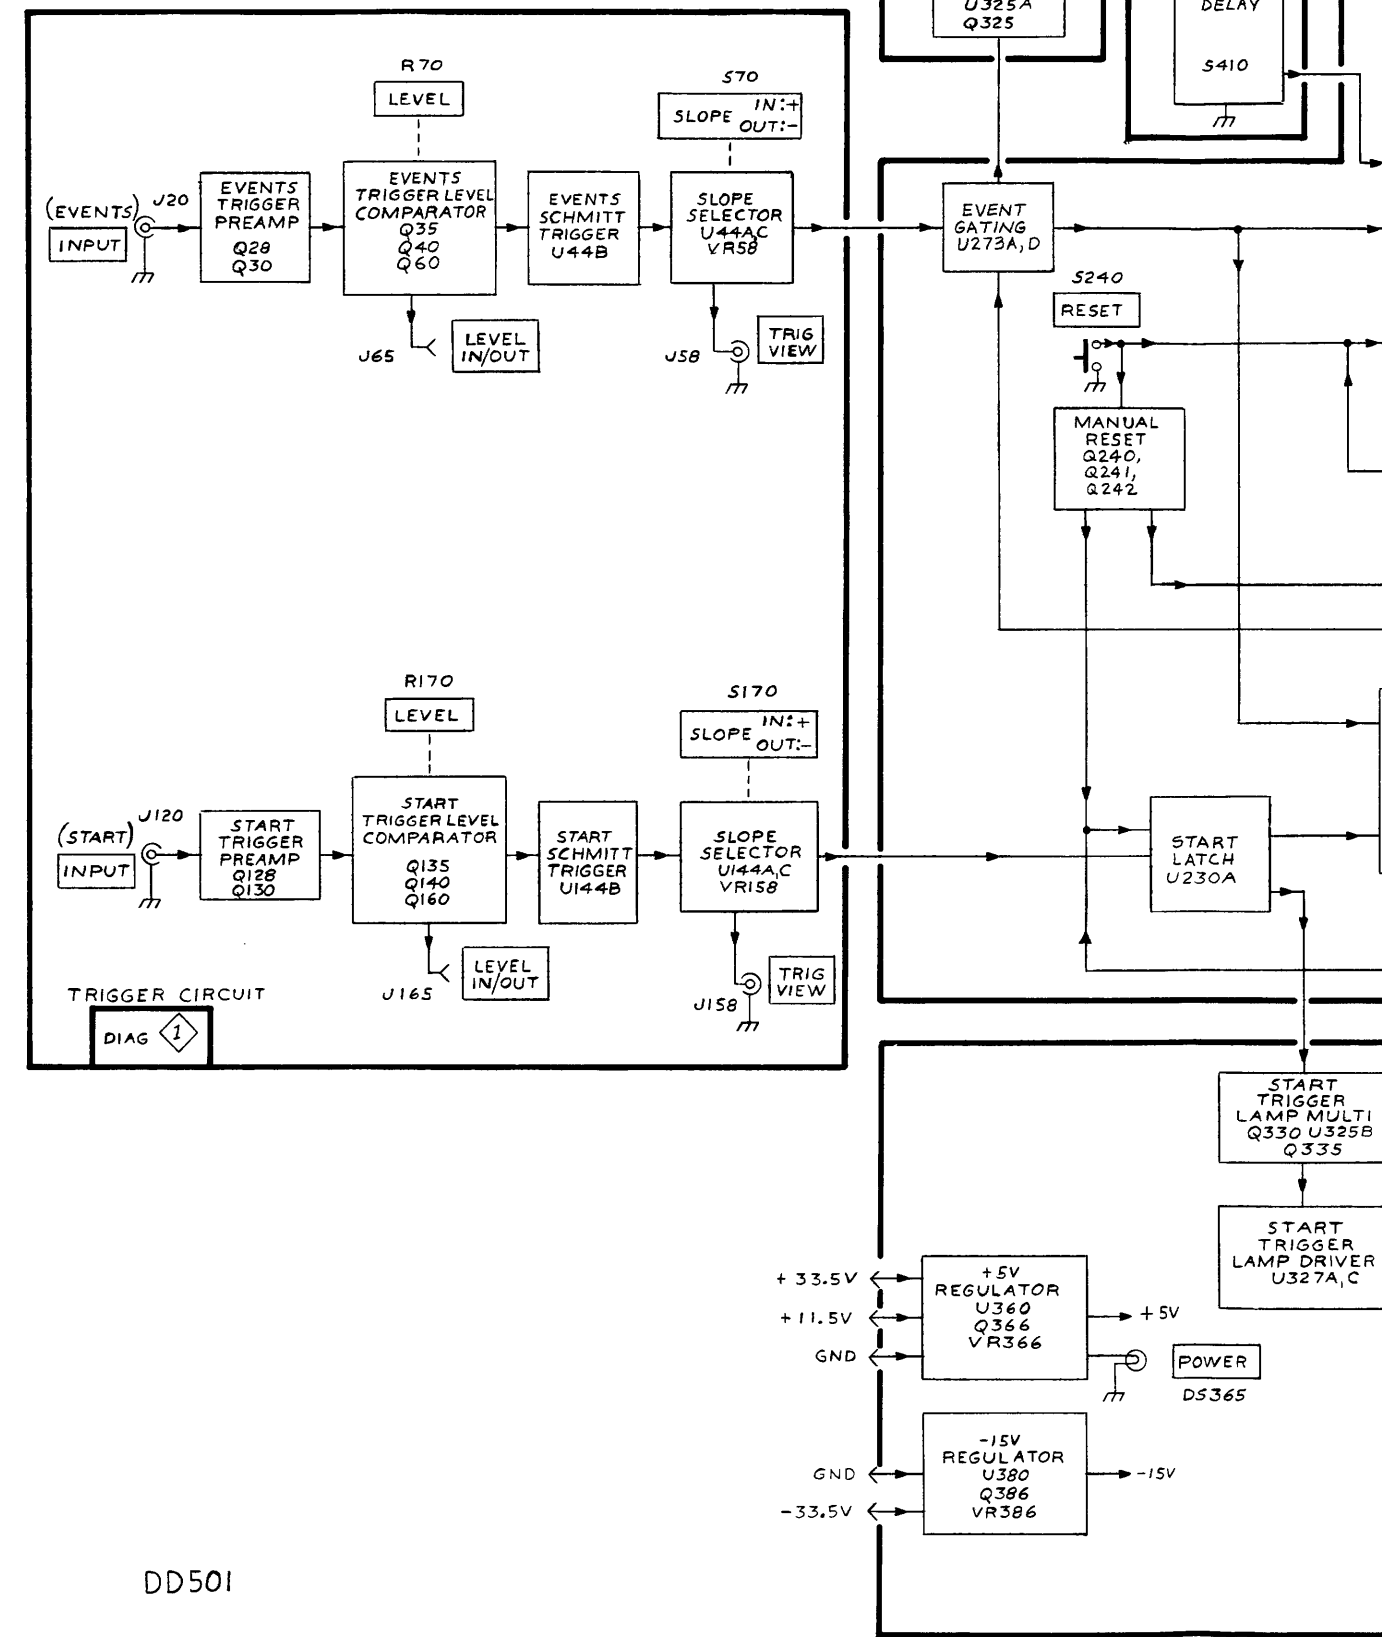 U325A
Q325
DELAY
S410
R70
LEVEL
S70
SLOPE IN:+
OUT:-
(EVENTS)
INPUT
J20
EVENTS
TRIGGER
PREAMP
Q28
Q30
EVENTS
TRIGGER LEVEL
COMPARATOR
Q35
Q40
Q60
EVENTS
SCHMITT
TRIGGER
U44B
SLOPE
SELECTOR
U44A,C
VR58
EVENT
GATING
U273A,D
J65
LEVEL
IN/OUT
J58
TRIG
VIEW
S240
RESET
MANUAL
RESET
Q240,
Q241,
Q242
R170
LEVEL
S170
SLOPE IN:+
OUT:-
(START)
INPUT
J120
START
TRIGGER
PREAMP
Q128
Q130
START
TRIGGER LEVEL
COMPARATOR
Q135
Q140
Q160
START
SCHMITT
TRIGGER
U144B
SLOPE
SELECTOR
U144A,C
VR158
START
LATCH
U230A
J165
LEVEL
IN/OUT
J158
TRIG
VIEW
TRIGGER CIRCUIT
DIAG 1
START
TRIGGER
LAMP MULTI
Q330 U325B
Q335
START
TRIGGER
LAMP DRIVER
U327A,C
+33.5V
+11.5V
GND
+5V
REGULATOR
U360
Q366
VR366
+5V
POWER
DS365
GND
-33.5V
-15V
REGULATOR
U380
Q386
VR386
-15V
DD501